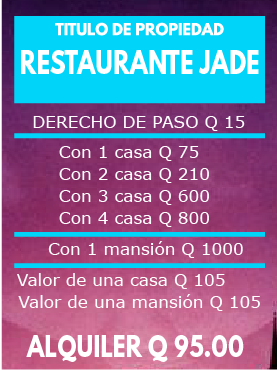 TITULO DE PROPIEDAD
RESTAURANTE JADE
DERECHO DE PASO Q 15
Con 1 casa Q 75
Con 2 casa Q 210
Con 3 casa Q 600
Con 4 casa Q 800
Con 1 mansión Q 1000
Valor de una casa Q 105
Valor de una mansión Q 105
ALQUILER Q 95.00